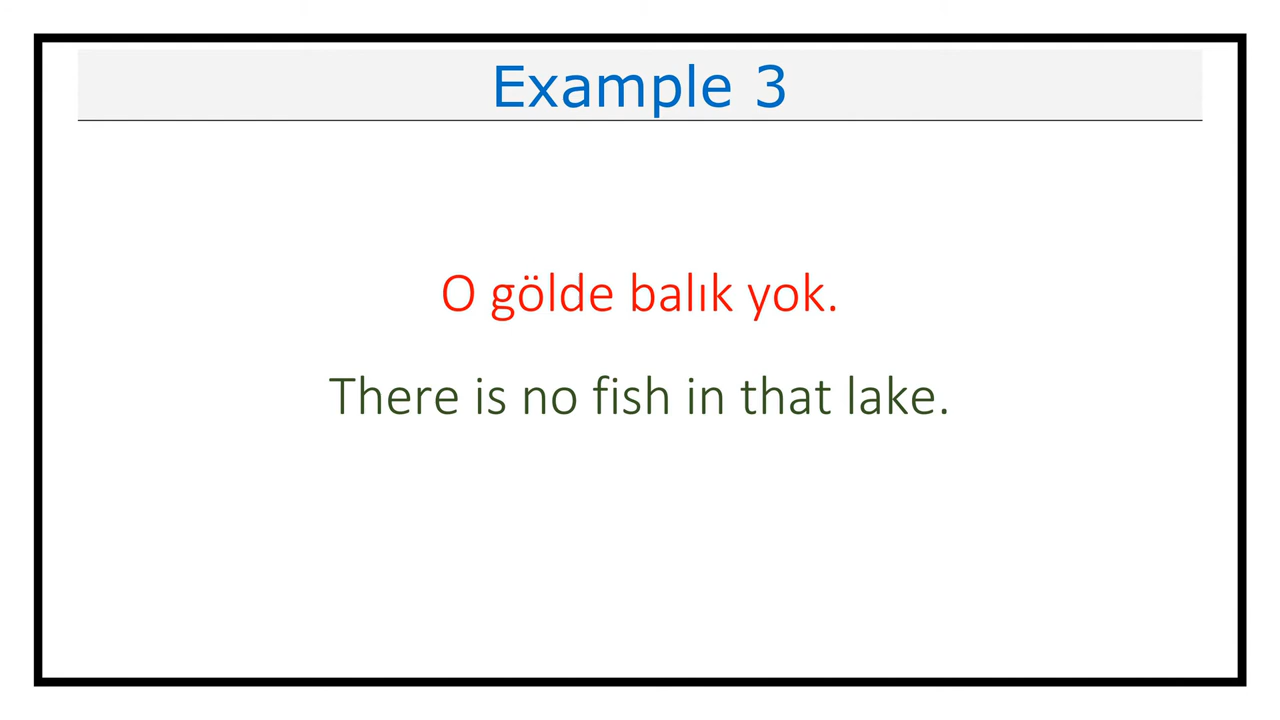 Example 3
O gölde balık yok.
There is no fish in that lake.